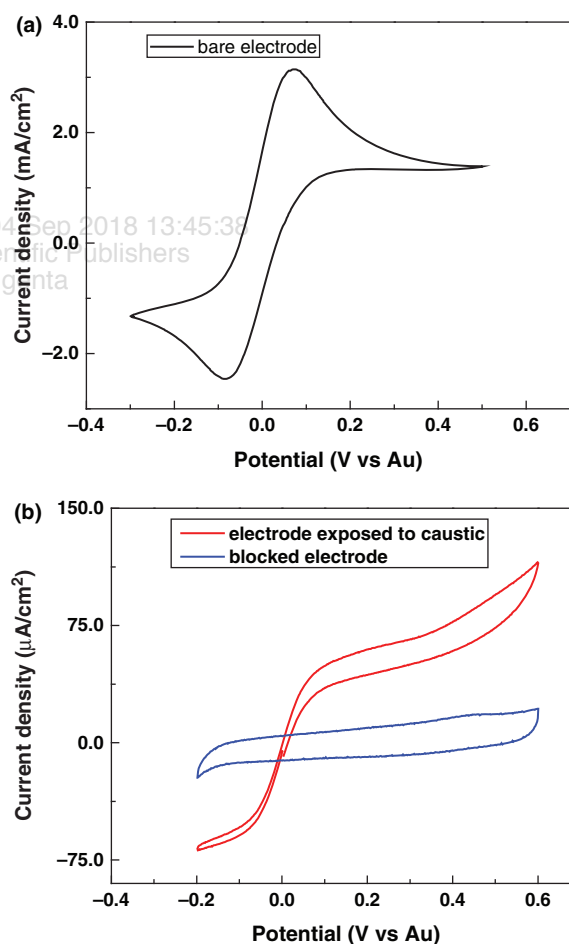 (a)
4.0
bare electrode
2.0
0.0
−2.0
Current density (mA/cm²)
04 Sep 2018 13:45:38
Scientific Publishers
−0.4 −0.2 0.0 0.2 0.4 0.6
Potential (V vs Au)
(b)
150.0
electrode exposed to caustic
blocked electrode
75.0
0.0
−75.0
Current density (μA/cm²)
−0.4 −0.2 0.0 0.2 0.4 0.6
Potential (V vs Au)